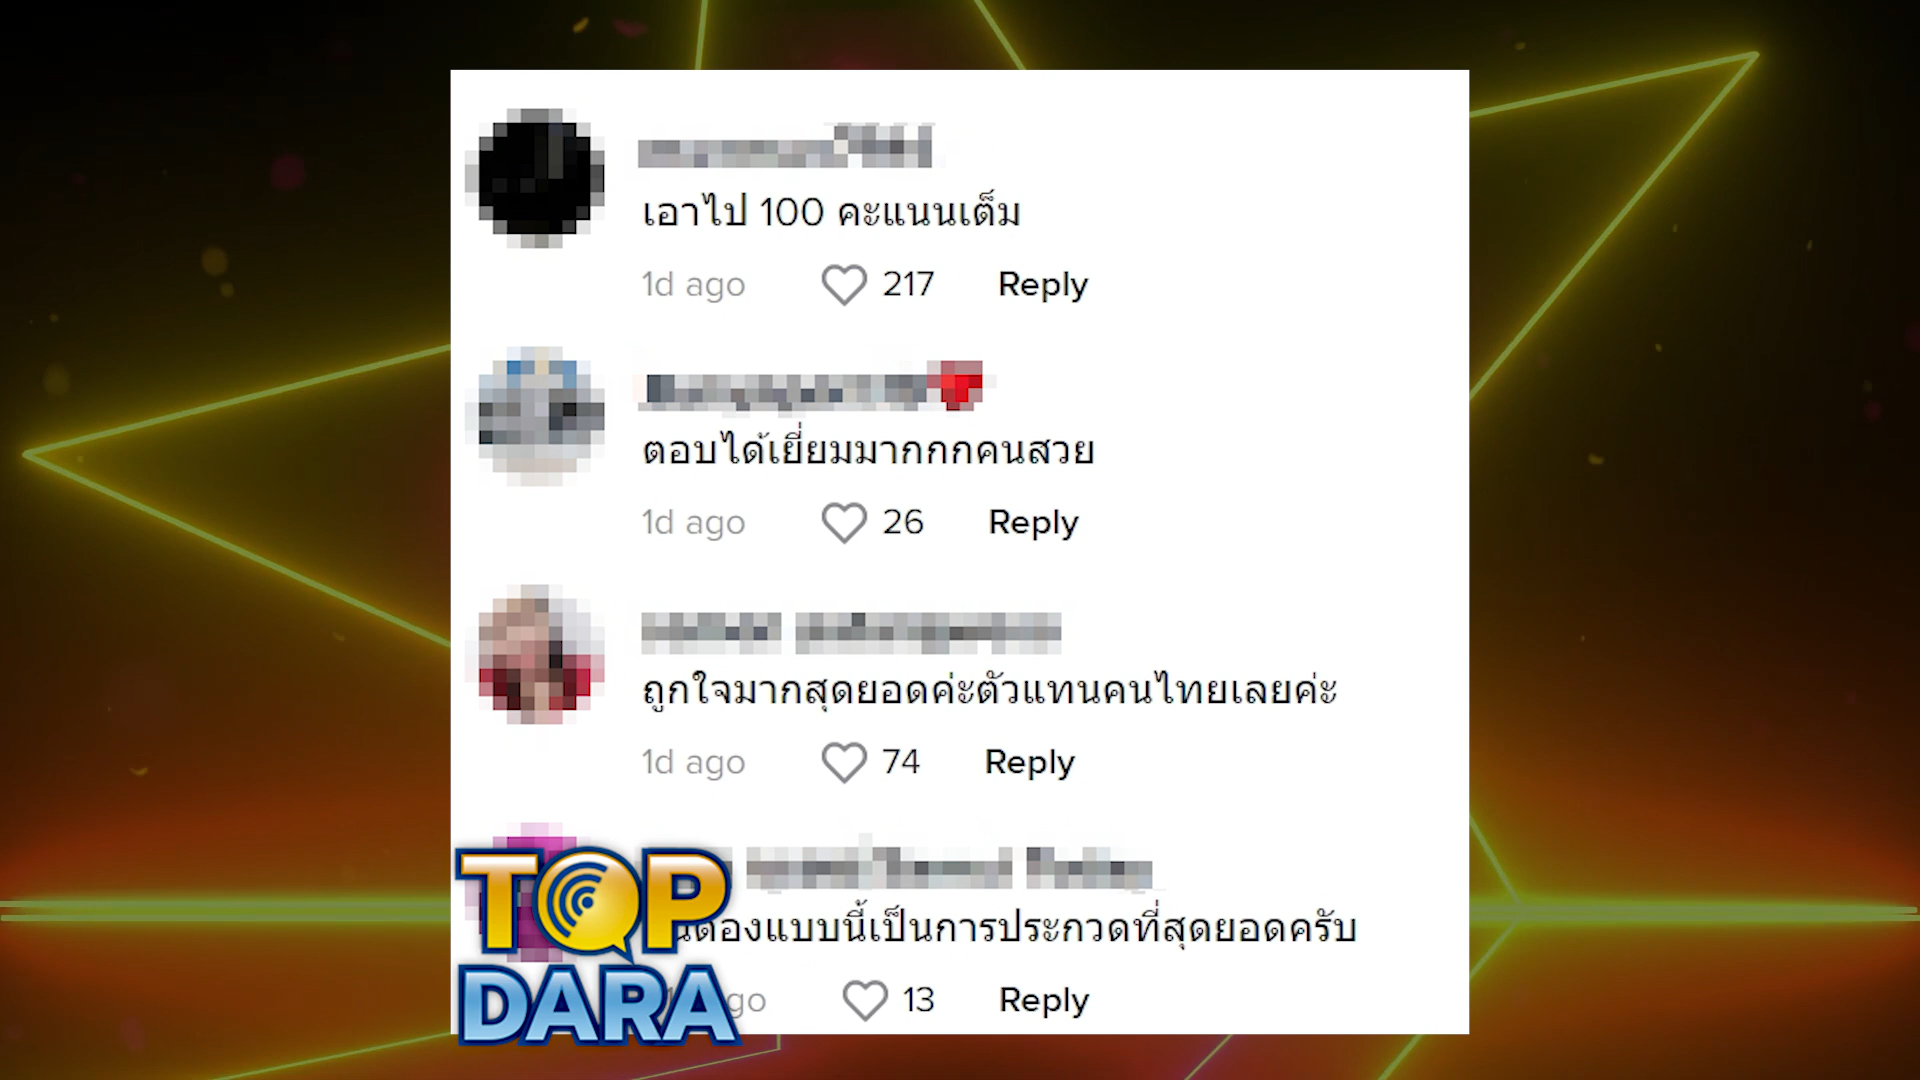 เอาไป 100 คะแนนเต็ม
1d ago 217 Reply
ตอบได้เยี่ยมมากกกคนสวย
1d ago 26 Reply
ถูกใจมากสุดยอดค่ะตัวแทนคนไทยเลยค่ะ
1d ago 74 Reply
ต้องแบบนี้เป็นการประกวดที่สุดยอดครับ
go 13 Reply
TOP
DARA